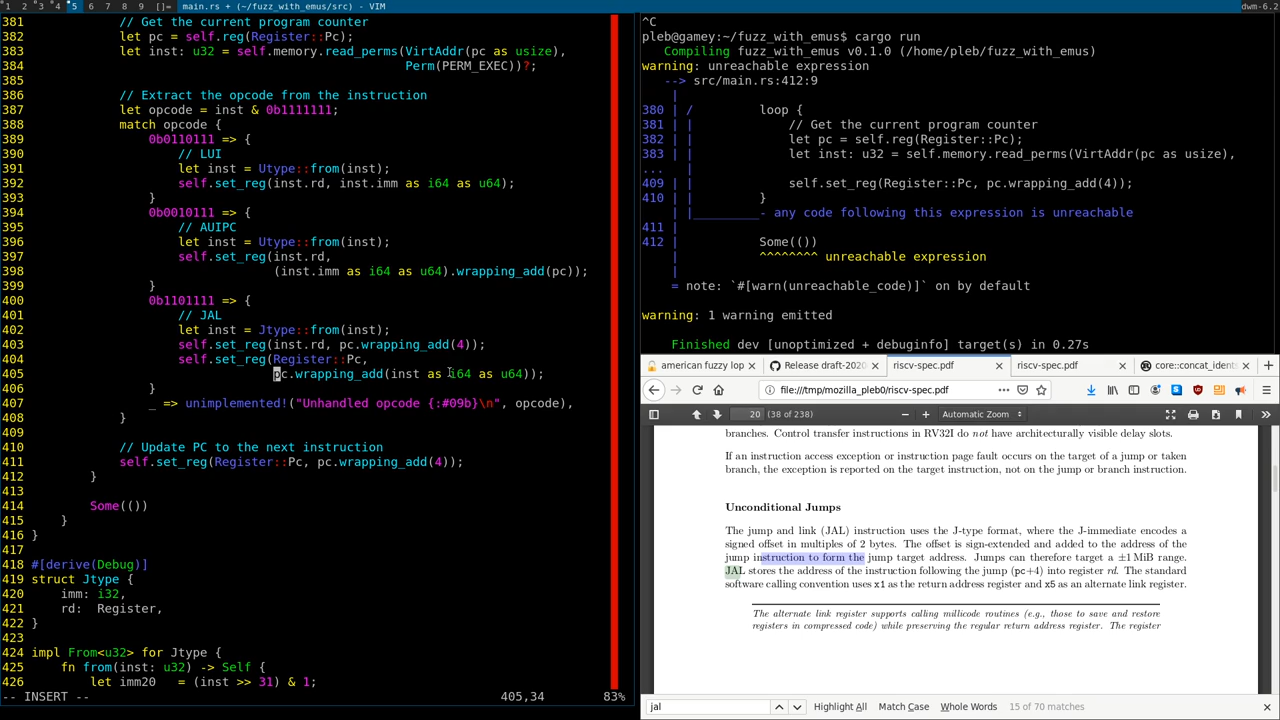 1 2 3 4 5 6 7 8 9 []= main.rs + (~/fuzz_with_emus/src) - VIM dwm-6.2
381 // Get the current program counter
382 let pc = self.reg(Register::Pc);
383 let inst: u32 = self.memory.read_perms(VirtAddr(pc as usize),
384 Perm(PERM_EXEC))?;
385
386 // Extract the opcode from the instruction
387 let opcode = inst & 0b1111111;
388 match opcode {
389 0b0110111 => {
390 // LUI
391 let inst = Utype::from(inst);
392 self.set_reg(inst.rd, inst.imm as i64 as u64);
393 }
394 0b0010111 => {
395 // AUIPC
396 let inst = Utype::from(inst);
397 self.set_reg(inst.rd,
398 (inst.imm as i64 as u64).wrapping_add(pc));
399 }
400 0b1101111 => {
401 // JAL
402 let inst = Jtype::from(inst);
403 self.set_reg(inst.rd, pc.wrapping_add(4));
404 self.set_reg(Register::Pc,
405 pc.wrapping_add(inst as i64 as u64));
406 }
407 _ => unimplemented!("Unhandled opcode {:#09b}\n", opcode),
408 }
409
410 // Update PC to the next instruction
411 self.set_reg(Register::Pc, pc.wrapping_add(4));
412 }
413
414 Some(())
415 }
416 }
417
418 #[derive(Debug)]
419 struct Jtype {
420 imm: i32,
421 rd: Register,
422 }
423
424 impl From<u32> for Jtype {
425 fn from(inst: u32) -> Self {
426 let imm20 = (inst >> 31) & 1;
-- INSERT -- 405,34 83%
^C
pleb@gamey:~/fuzz_with_emus$ cargo run
Compiling fuzz_with_emus v0.1.0 (/home/pleb/fuzz_with_emus)
warning: unreachable expression
--> src/main.rs:412:9
|
380 | / loop {
381 | | // Get the current program counter
382 | | let pc = self.reg(Register::Pc);
383 | | let inst: u32 = self.memory.read_perms(VirtAddr(pc as usize),
... |
409 | | self.set_reg(Register::Pc, pc.wrapping_add(4));
410 | | }
| |_________- any code following this expression is unreachable
411 |
412 | Some(())
| ^^^^^^^^ unreachable expression
|
= note: `#[warn(unreachable_code)]` on by default
warning: 1 warning emitted
Finished dev [unoptimized + debuginfo] target(s) in 0.27s
american fuzzy lop × Release draft-202 × riscv-spec.pdf × riscv-spec.pdf × core::concat_idents
file:///tmp/mozilla_pleb0/riscv-spec.pdf
20 (38 of 238) Automatic Zoom
branches. Control transfer instructions in RV32I do not have architecturally visible delay slots.
If an instruction access exception or instruction page fault occurs on the target of a jump or taken
branch, the exception is reported on the target instruction, not on the jump or branch instruction.
Unconditional Jumps
The jump and link (JAL) instruction uses the J-type format, where the J-immediate encodes a
signed offset in multiples of 2 bytes. The offset is sign-extended and added to the address of the
jump instruction to form the jump target address. Jumps can therefore target a ±1 MiB range.
JAL stores the address of the instruction following the jump (pc+4) into register rd. The standard
software calling convention uses x1 as the return address register and x5 as an alternate link register.
The alternate link register supports calling millicode routines (e.g., those to save and restore
registers in compressed code) while preserving the regular return address register. The register
jal Highlight All Match Case Whole Words 15 of 70 matches